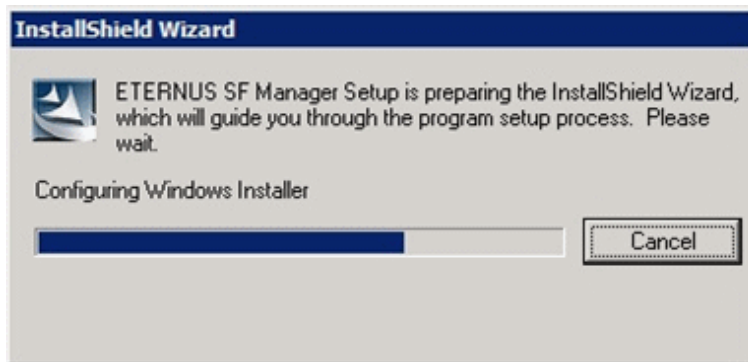 InstallShield Wizard
ETERNUS SF Manager Setup is preparing the InstallShield Wizard,
which will guide you through the program setup process. Please
wait.
Configuring Windows Installer
Cancel